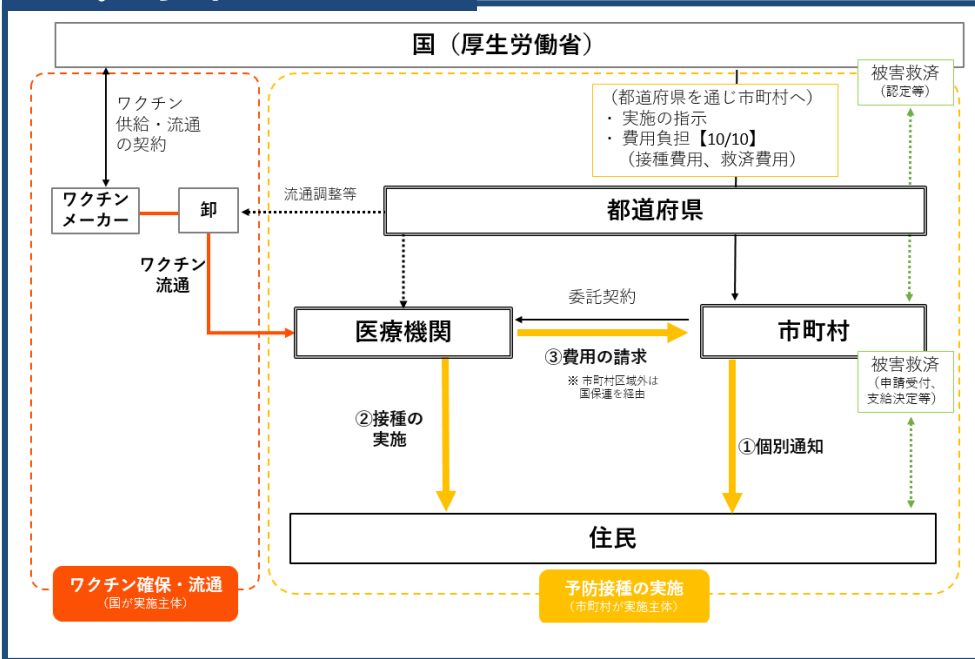 国（厚生労働省）
被害救済
（認定等）
ワクチン
供給・流通
の契約
（都道府県を通じ市町村へ）
・ 実施の指示
・ 費用負担【10/10】
（接種費用、救済費用）
ワクチン
メーカー
卸
流通調整等
都道府県
ワクチン
流通
委託契約
医療機関
市町村
③費用の請求
※ 市町村区域外は
国保連を経由
被害救済
（申請受付、
支給決定等）
②接種の
実施
①個別通知
住民
ワクチン確保・流通
（国が実施主体）
予防接種の実施
（市町村が実施主体）